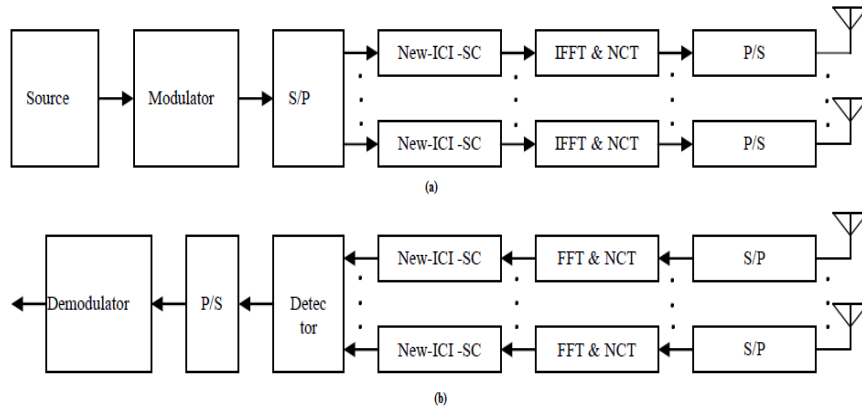 New-ICI -SC IFFT & NCT P/S
Source Modulator S/P
New-ICI -SC IFFT & NCT P/S
(a)
New-ICI -SC FFT & NCT S/P
Demodulator P/S Detec
tor
New-ICI -SC FFT & NCT S/P
(b)